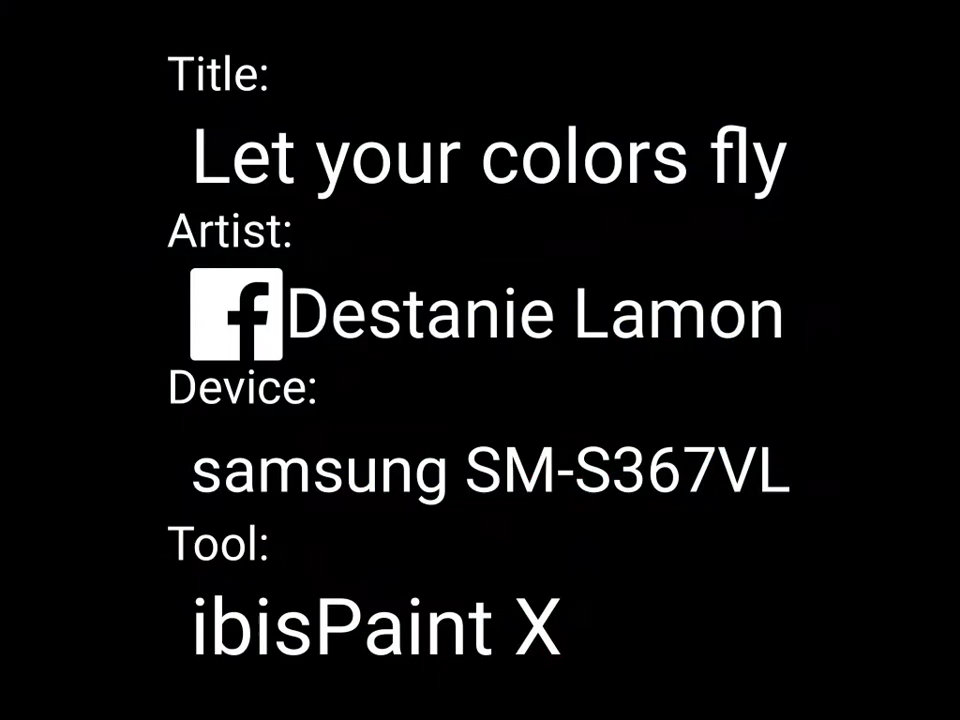 Title:
Let your colors fly
Artist:
Destanie Lamon
Device:
samsung SM-S367VL
Tool:
ibisPaint X